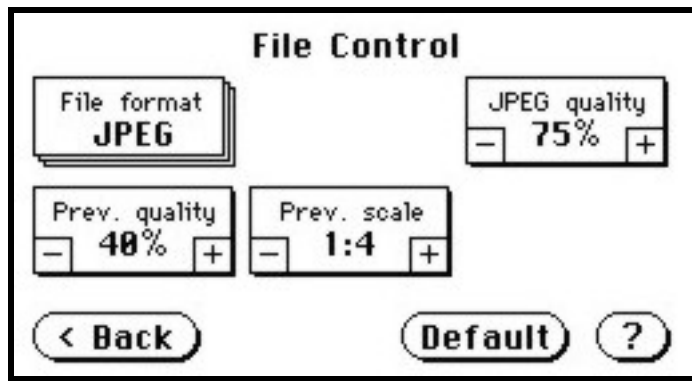 File Control
File format
JPEG
JPEG quality
− 75% +
Prev. quality
− 40% +
Prev. scale
− 1:4 +
< Back
Default
?